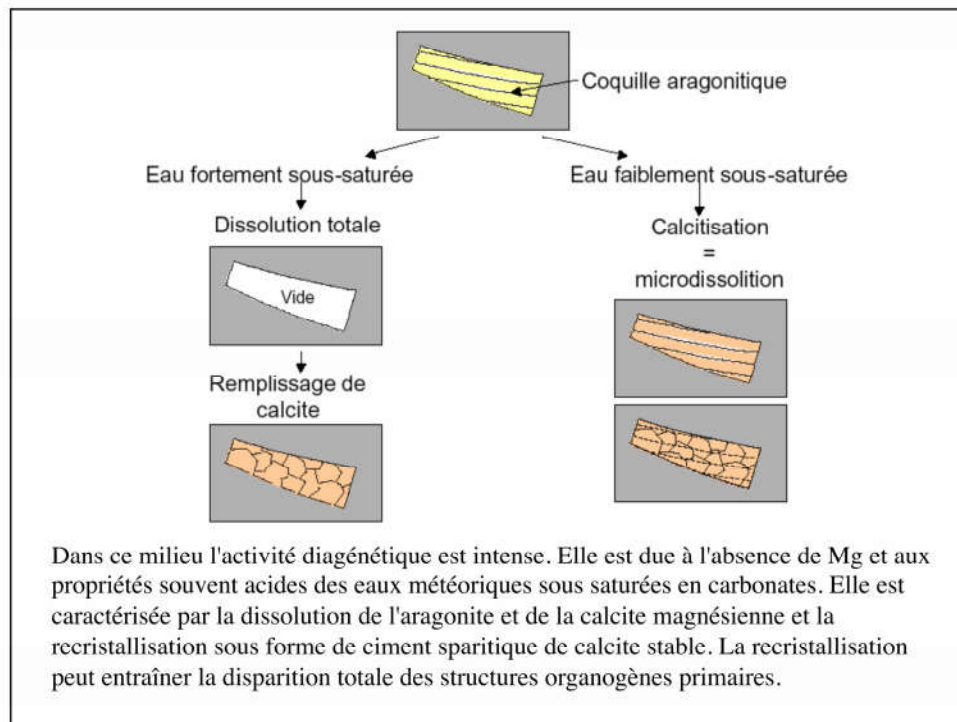 Coquille aragonitique
Eau fortement sous-saturée
Eau faiblement sous-saturée
Dissolution totale
Vide
Remplissage de
calcite
Calcitisation
=
microdissolition
Dans ce milieu l'activité diagénétique est intense. Elle est due à l'absence de Mg et aux
propriétés souvent acides des eaux météoriques sous saturées en carbonates. Elle est
caractérisée par la dissolution de l'aragonite et de la calcite magnésienne et la
recristallisation sous forme de ciment sparitique de calcite stable. La recristallisation
peut entraîner la disparition totale des structures organogènes primaires.